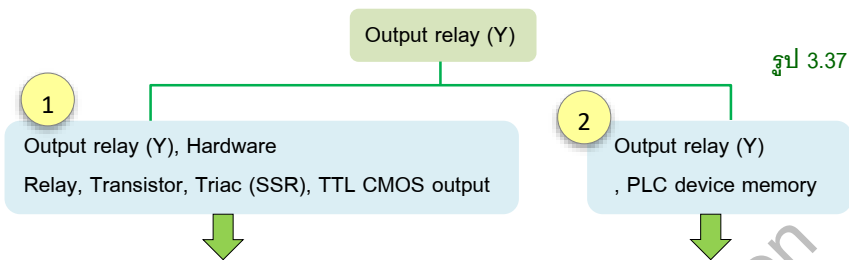 Output relay (Y)
รูป 3.37
1
Output relay (Y), Hardware
Relay, Transistor, Triac (SSR), TTL CMOS output
2
Output relay (Y)
, PLC device memory
on